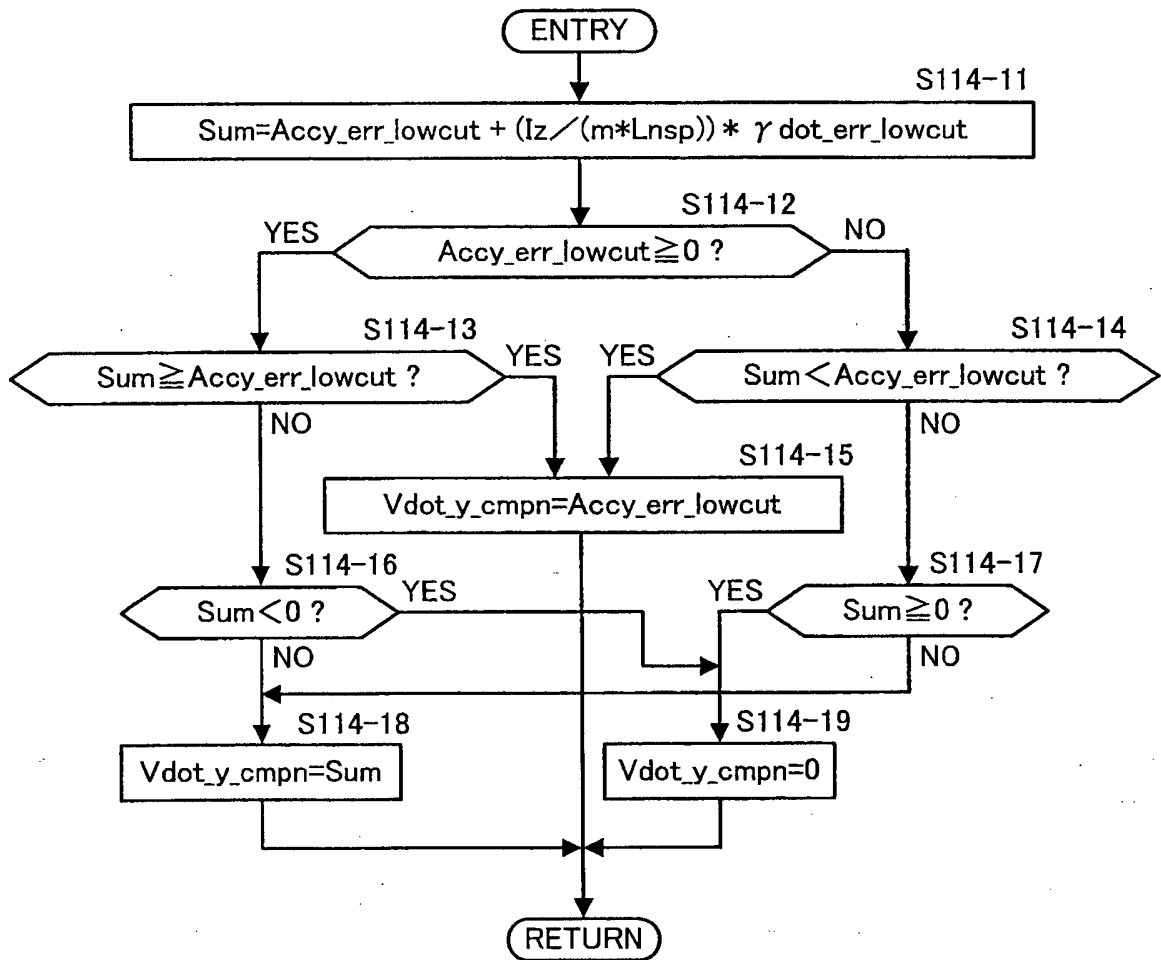 ENTRY
S114-11
Sum=Accy_err_lowcut + (Iz／(m*Lnsp)) * γ dot_err_lowcut
S114-12
YES
Accy_err_lowcut≧0 ?
NO
S114-13
S114-14
Sum≧Accy_err_lowcut ?
YES
YES
Sum<Accy_err_lowcut ?
NO
NO
S114-15
Vdot_y_cmpn=Accy_err_lowcut
S114-16
S114-17
Sum<0 ?
YES
YES
Sum≧0 ?
NO
NO
S114-18
S114-19
Vdot_y_cmpn=Sum
Vdot_y_cmpn=0
RETURN